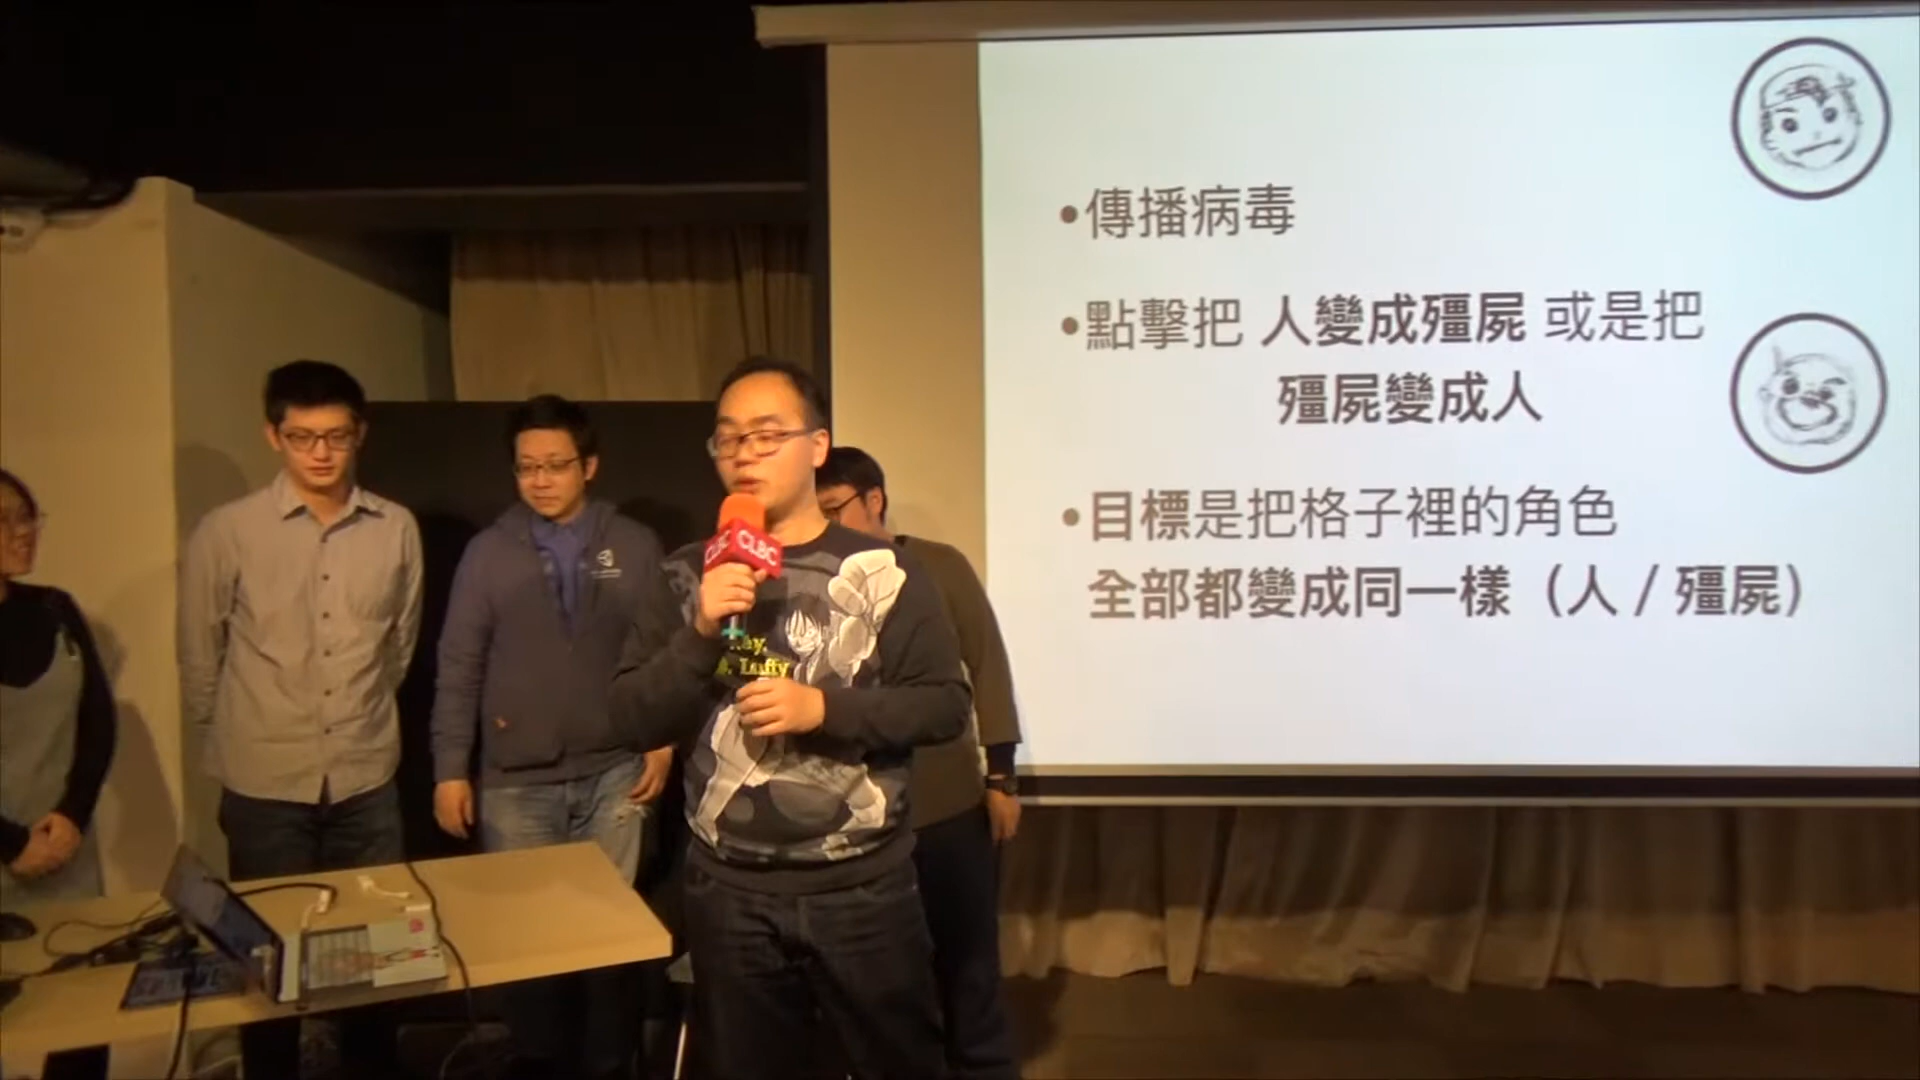 •傳播病毒
•點擊把 人變成殭屍 或是把
殭屍變成人
•目標是把格子裡的角色
全部都變成同一樣（人 / 殭屍）
CLBC
CLBC
Luffy